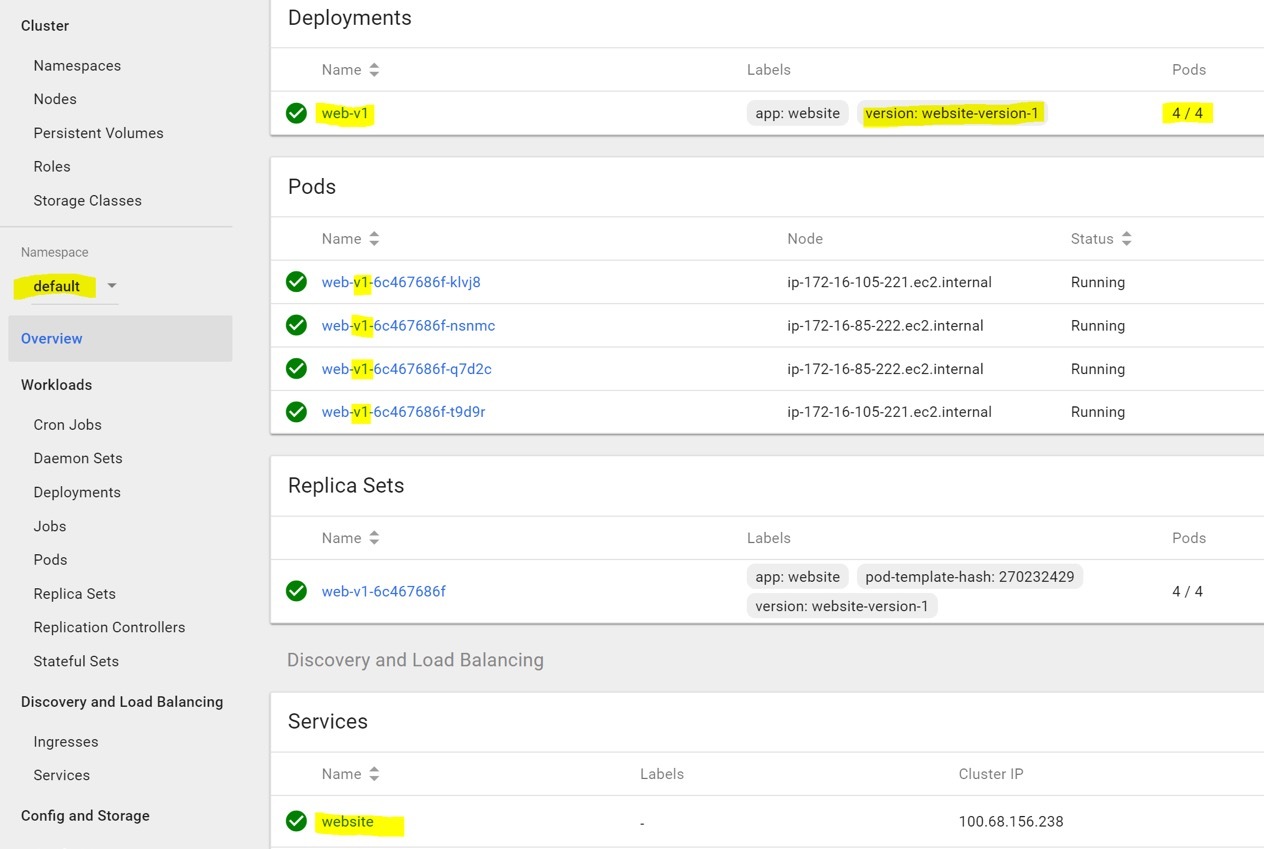 Cluster
Namespaces
Nodes
Persistent Volumes
Roles
Storage Classes
Namespace
default
Overview
Workloads
Cron Jobs
Daemon Sets
Deployments
Jobs
Pods
Replica Sets
Replication Controllers
Stateful Sets
Discovery and Load Balancing
Ingresses
Services
Config and Storage
Deployments
Name Labels Pods
web-v1 app: website version: website-version-1 4 / 4
Pods
Name Node Status
web-v1-6c467686f-klvj8 ip-172-16-105-221.ec2.internal Running
web-v1-6c467686f-nsnmc ip-172-16-85-222.ec2.internal Running
web-v1-6c467686f-q7d2c ip-172-16-85-222.ec2.internal Running
web-v1-6c467686f-t9d9r ip-172-16-105-221.ec2.internal Running
Replica Sets
Name Labels Pods
web-v1-6c467686f app: website pod-template-hash: 270232429 4 / 4
version: website-version-1
Discovery and Load Balancing
Services
Name Labels Cluster IP
website - 100.68.156.238